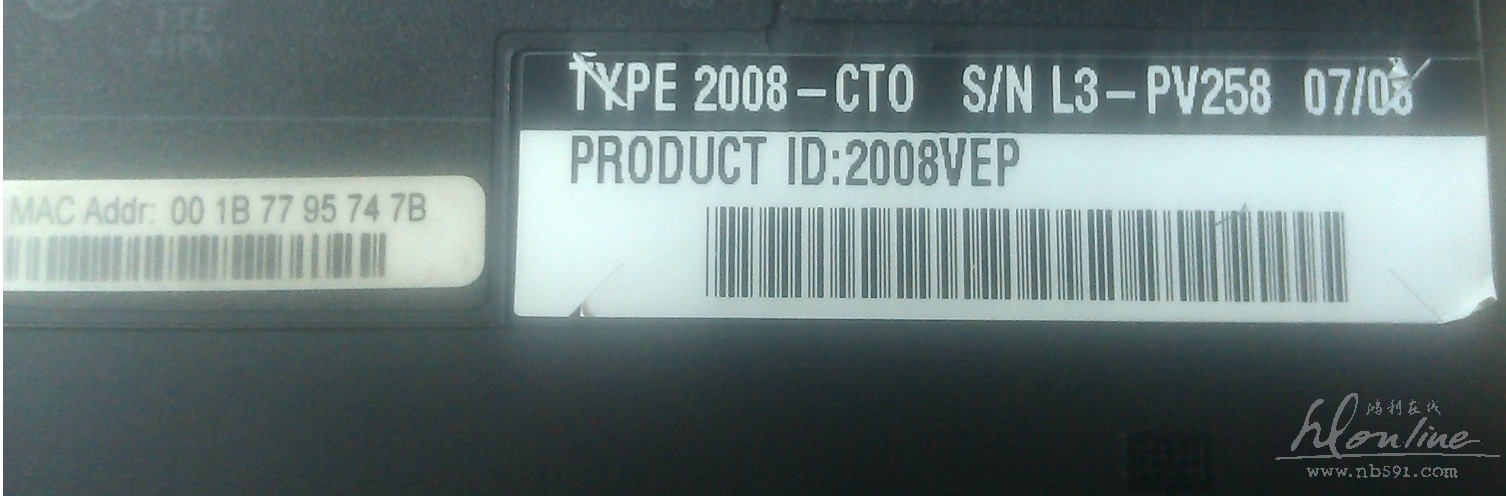 TYPE 2008-CTO S/N L3-PV258 07/08
PRODUCT ID:2008VEP
MAC Addr: 00 1B 77 95 74 7B
鸿利在线
hlonline
www.nb591.com